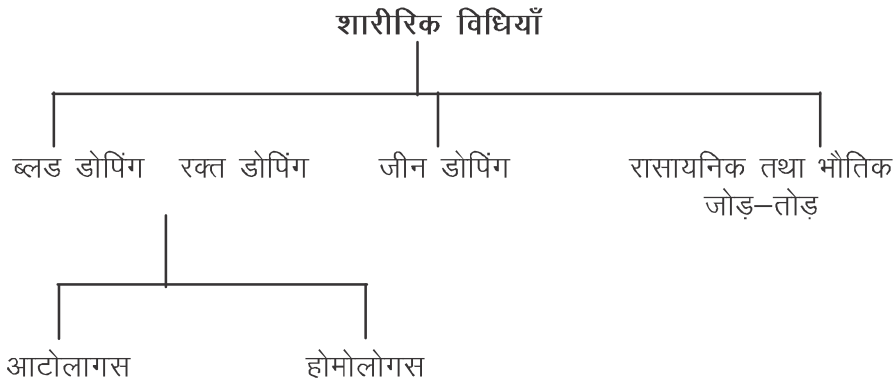 शारीरिक विधियाँ
ब्लड डोपिंग रक्त डोपिंग जीन डोपिंग रासायनिक तथा भौतिक
जोड़–तोड़
आटोलागस होमोलोगस